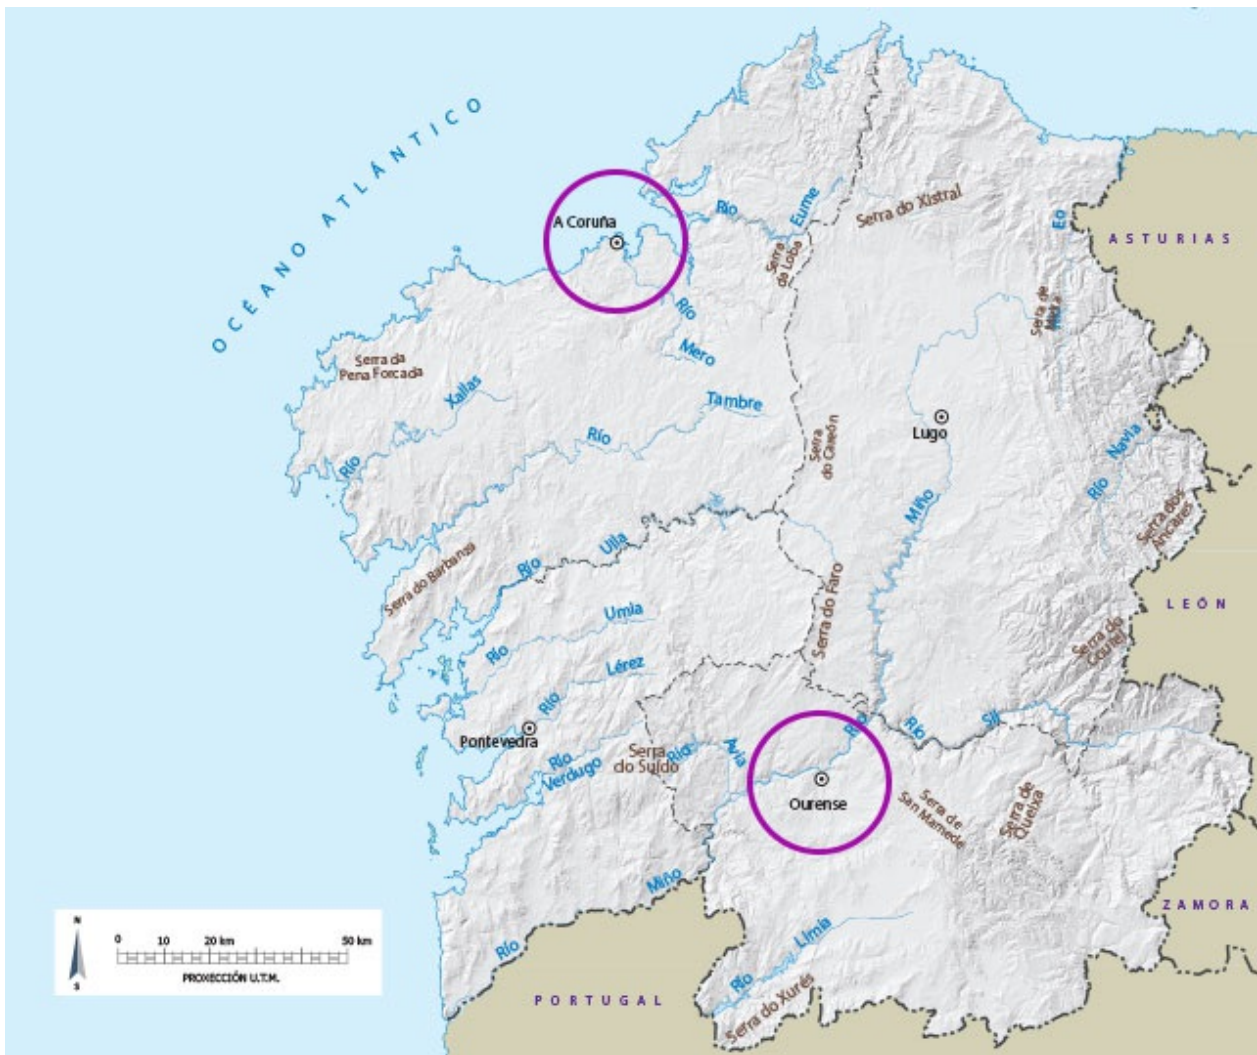 OCÉANO ATLÁNTICO
A Coruña
Río
Eume
Serra do Xistral
Eo
ASTURIAS
Serra
da Loba
Río
Mero
Serra de
Meira
Serra da
Pena Forcada
Xallas
Río
Tambre
Río
Lugo
Serra
do Careón
Navia
Río
Miño
Serra dos
Ancares
Ulla
Río
Serra do Barbanza
Serra do Faro
LEÓN
Umia
Río
Serra do
Courel
Lérez
Río
Pontevedra
Río
Verdugo
Serra
do Suído
Río
Avia
Río
Río
Sil
Ourense
Serra de
San Mamede
Serra de
Queixa
Miño
Río
ZAMORA
Limia
Río
Serra do Xurés
PORTUGAL
N
S
0 10 20 km 50 km
PROXECCIÓN U.T.M.